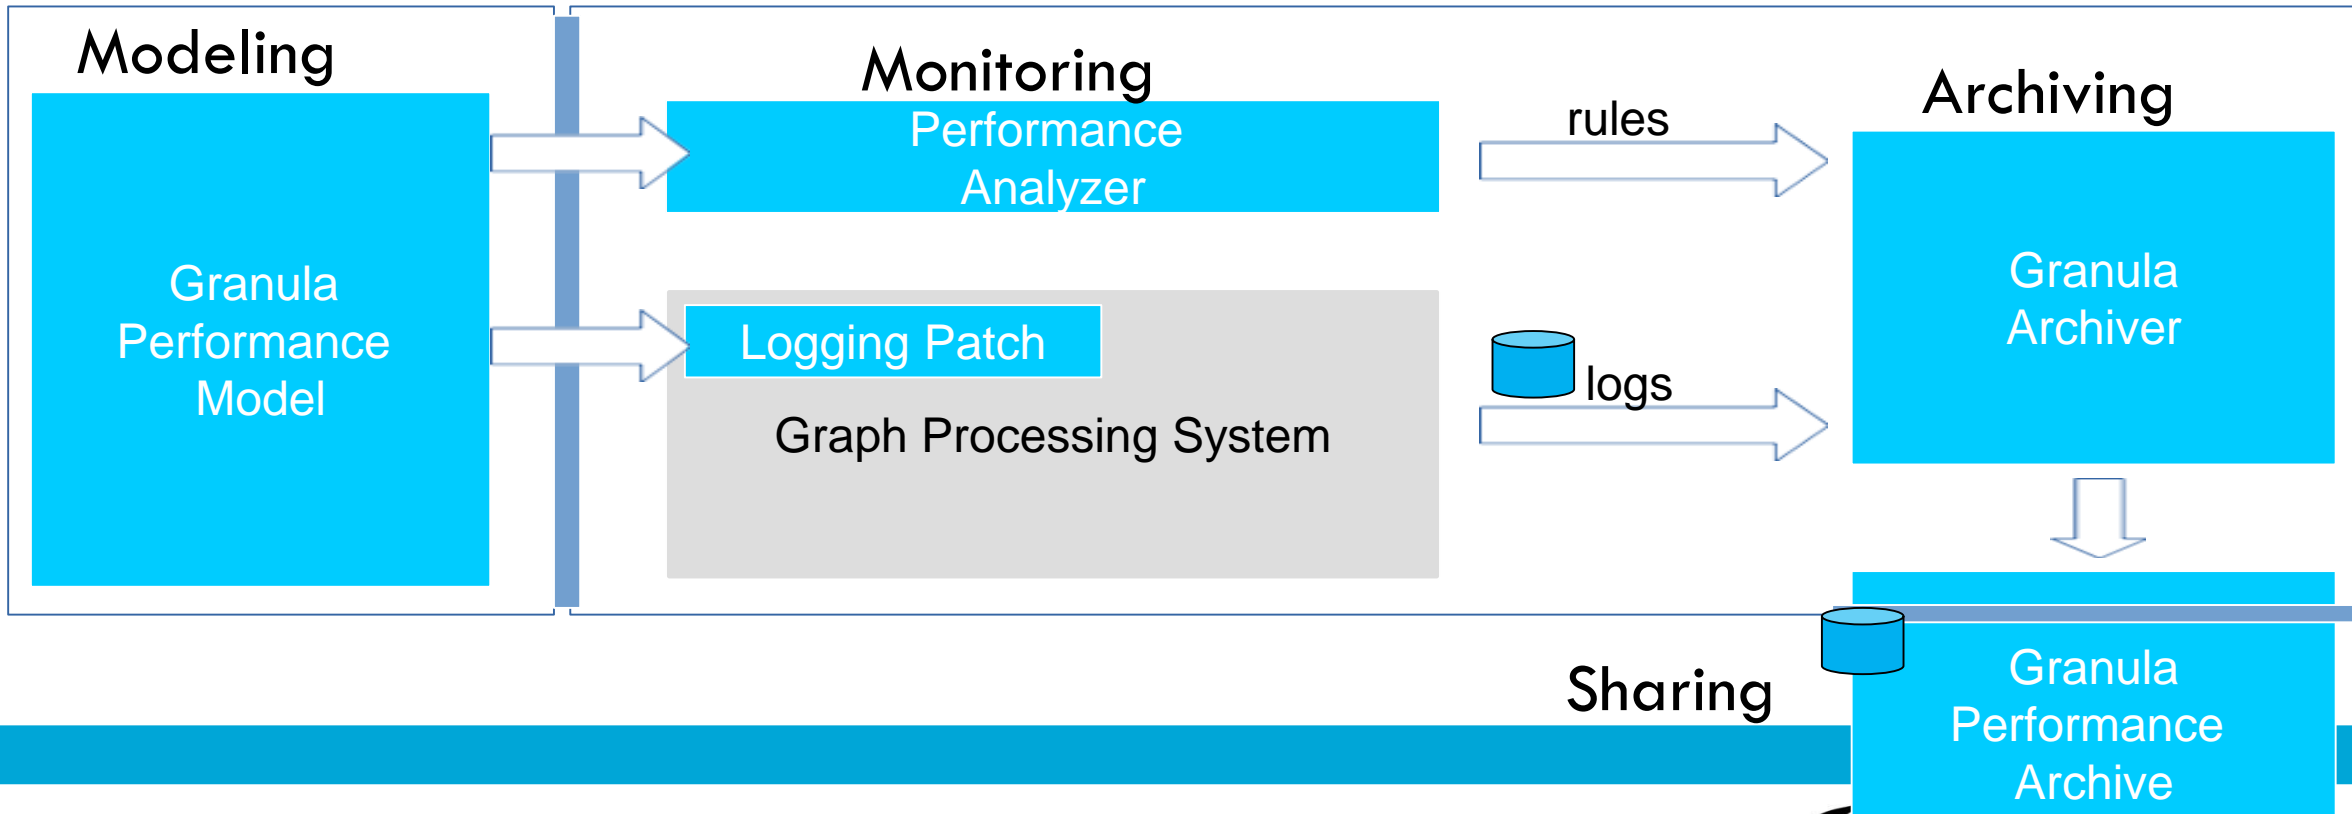 Modeling
Granula
Performance
Model
Monitoring
Performance
Analyzer
Logging Patch
Graph Processing System
rules
logs
Archiving
Granula
Archiver
Sharing
Granula
Performance
Archive